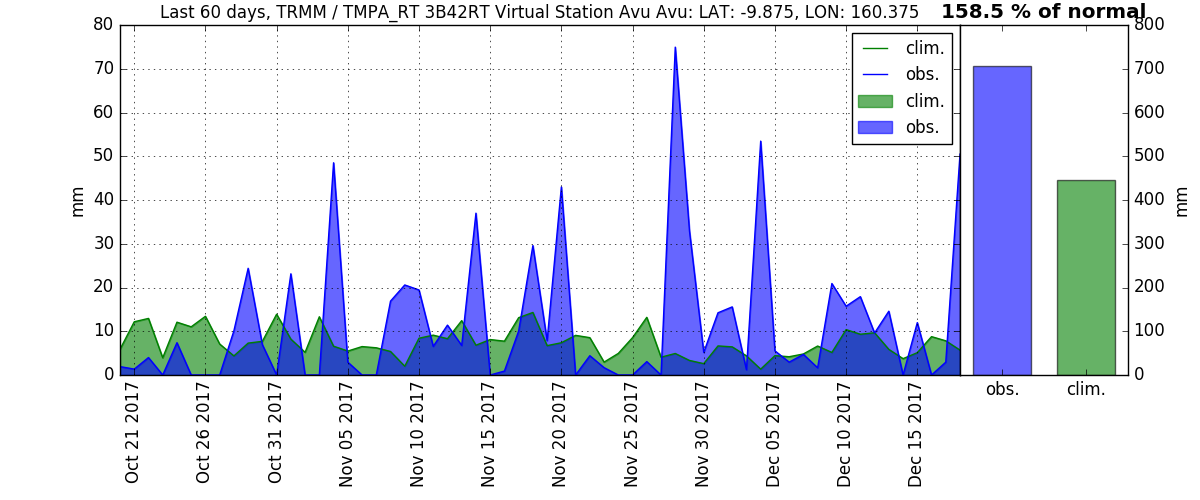 Last 60 days, TRMM / TMPA_RT 3B42RT Virtual Station Avu Avu: LAT: -9.875, LON: 160.375
158.5 % of normal
80
70
60
50
40
30
20
10
0
mm
clim.
obs.
clim.
obs.
800
700
600
500
400
300
200
100
0
mm
obs.
clim.
Oct 21 2017
Oct 26 2017
Oct 31 2017
Nov 05 2017
Nov 10 2017
Nov 15 2017
Nov 20 2017
Nov 25 2017
Nov 30 2017
Dec 05 2017
Dec 10 2017
Dec 15 2017